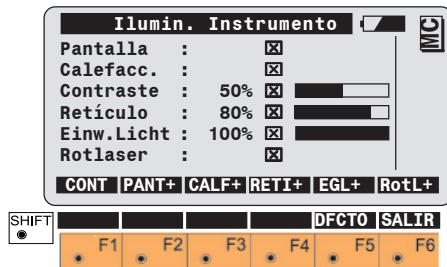 Ilumin. Instrumento
MC
Pantalla :
Calefacc. :
Contraste : 50%
Retículo : 80%
Einw.Licht : 100%
Rotlaser :
CONT PANT+ CALF+ RETI+ EGL+ RotL+
SHIFT DFCTO SALIR
F1 F2 F3 F4 F5 F6